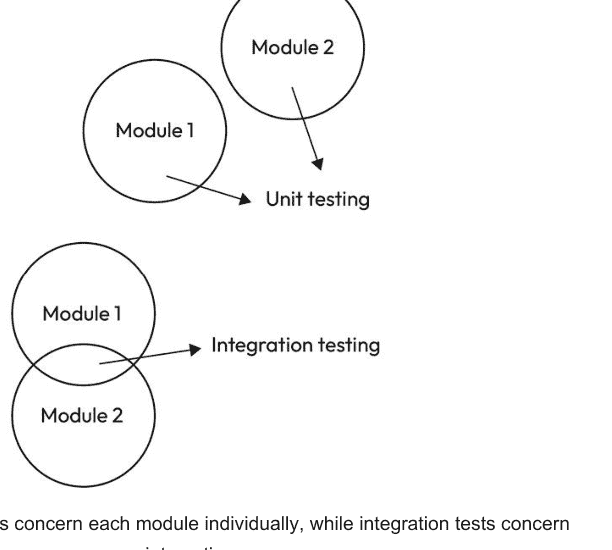 Module 2
Module 1
Unit testing
Module 1
Integration testing
Module 2
s concern each module individually, while integration tests concern